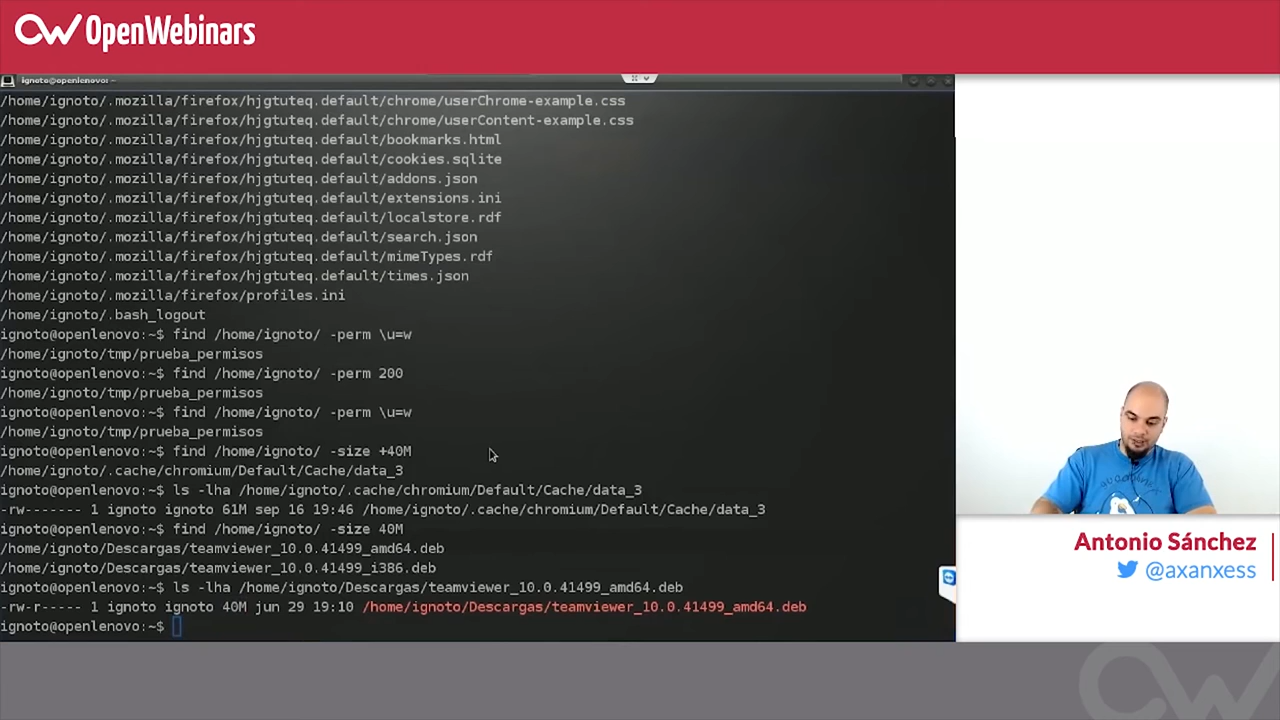 OpenWebinars
ignoto@openlenovo: ~
/home/ignoto/.mozilla/firefox/hjgtuteq.default/chrome/userChrome-example.css
/home/ignoto/.mozilla/firefox/hjgtuteq.default/chrome/userContent-example.css
/home/ignoto/.mozilla/firefox/hjgtuteq.default/bookmarks.html
/home/ignoto/.mozilla/firefox/hjgtuteq.default/cookies.sqlite
/home/ignoto/.mozilla/firefox/hjgtuteq.default/addons.json
/home/ignoto/.mozilla/firefox/hjgtuteq.default/extensions.ini
/home/ignoto/.mozilla/firefox/hjgtuteq.default/localstore.rdf
/home/ignoto/.mozilla/firefox/hjgtuteq.default/search.json
/home/ignoto/.mozilla/firefox/hjgtuteq.default/mimeTypes.rdf
/home/ignoto/.mozilla/firefox/hjgtuteq.default/times.json
/home/ignoto/.mozilla/firefox/profiles.ini
/home/ignoto/.bash_logout
ignoto@openlenovo:~$ find /home/ignoto/ -perm \u=w
/home/ignoto/tmp/prueba_permisos
ignoto@openlenovo:~$ find /home/ignoto/ -perm 200
/home/ignoto/tmp/prueba_permisos
ignoto@openlenovo:~$ find /home/ignoto/ -perm \u=w
/home/ignoto/tmp/prueba_permisos
ignoto@openlenovo:~$ find /home/ignoto/ -size +40M
/home/ignoto/.cache/chromium/Default/Cache/data_3
ignoto@openlenovo:~$ ls -lha /home/ignoto/.cache/chromium/Default/Cache/data_3
-rw------- 1 ignoto ignoto 61M sep 16 19:46 /home/ignoto/.cache/chromium/Default/Cache/data_3
ignoto@openlenovo:~$ find /home/ignoto/ -size 40M
/home/ignoto/Descargas/teamviewer_10.0.41499_amd64.deb
/home/ignoto/Descargas/teamviewer_10.0.41499_i386.deb
ignoto@openlenovo:~$ ls -lha /home/ignoto/Descargas/teamviewer_10.0.41499_amd64.deb
-rw-r----- 1 ignoto ignoto 40M jun 29 19:10 /home/ignoto/Descargas/teamviewer_10.0.41499_amd64.deb
ignoto@openlenovo:~$
Antonio Sánchez
@axanxess